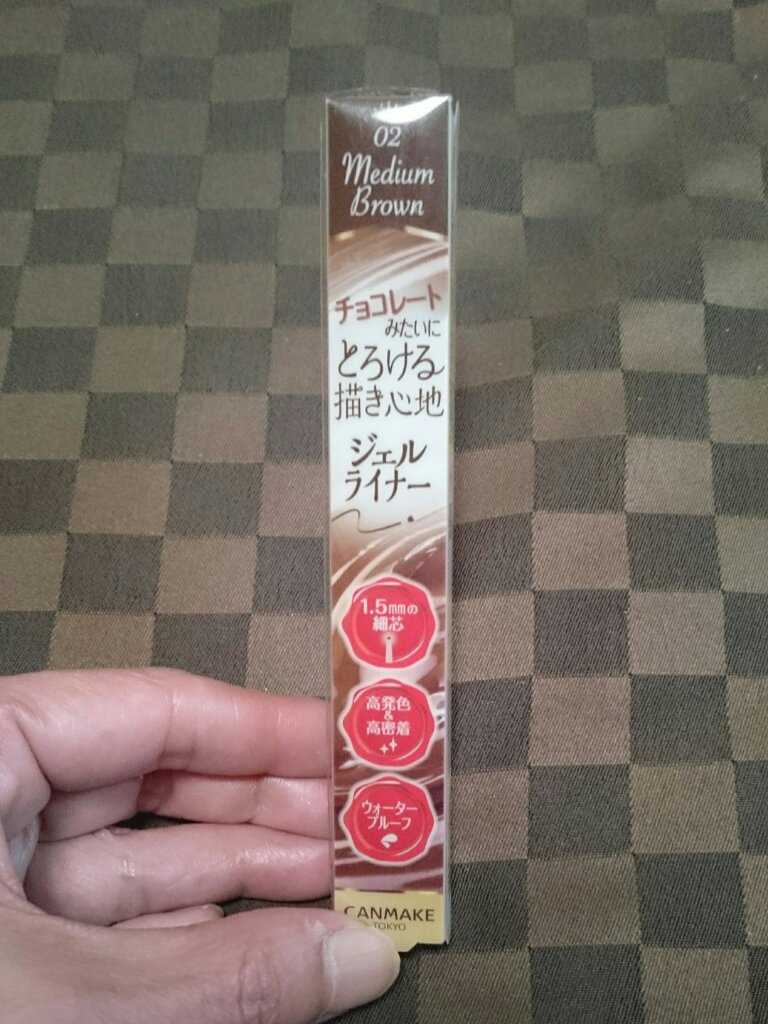 02
Medium
Brown
チョコレート
みたいに
とろける
描き心地
ジェル
ライナー
1.5mmの
細芯
高発色
&
高密着
ウォーター
プルーフ
CANMAKE
TOKYO